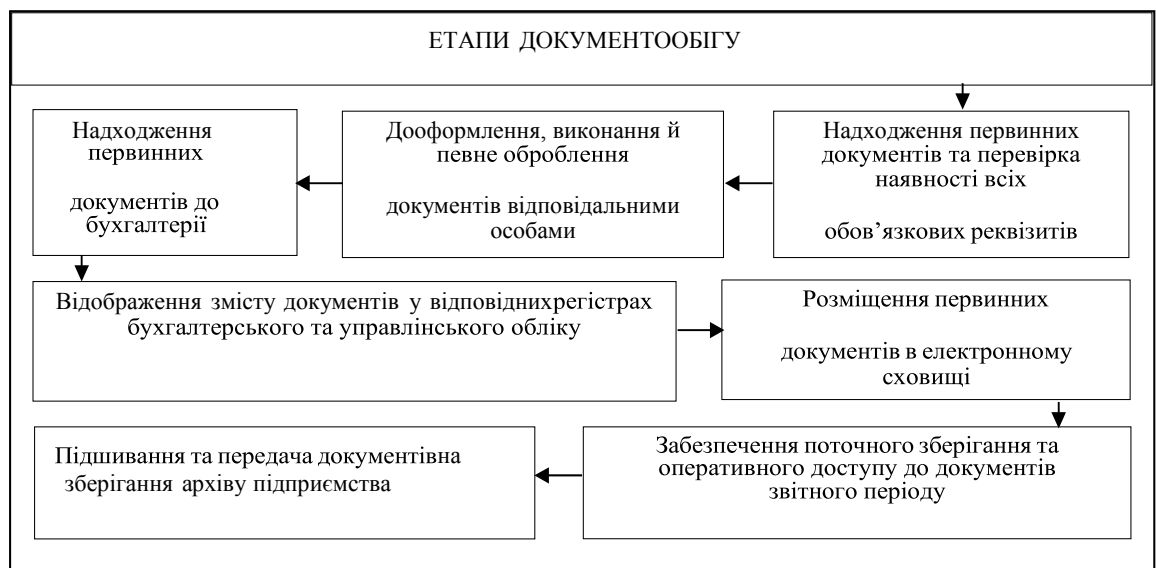 ЕТАПИ ДОКУМЕНТООБІГУ
Надходження первинних
документів та перевірка
наявності всіх
обов’язкових реквізитів
Дооформлення, виконання й
певне оброблення
документів відповідальними
особами
Надходження
первинних
документів до
бухгалтерії
Відображення змісту документів у відповіднихрегістрах
бухгалтерського та управлінського обліку
Розміщення первинних
документів в електронному
сховищі
Забезпечення поточного зберігання та
оперативного доступу до документів
звітного періоду
Підшивання та передача документівна
зберігання архіву підприємства